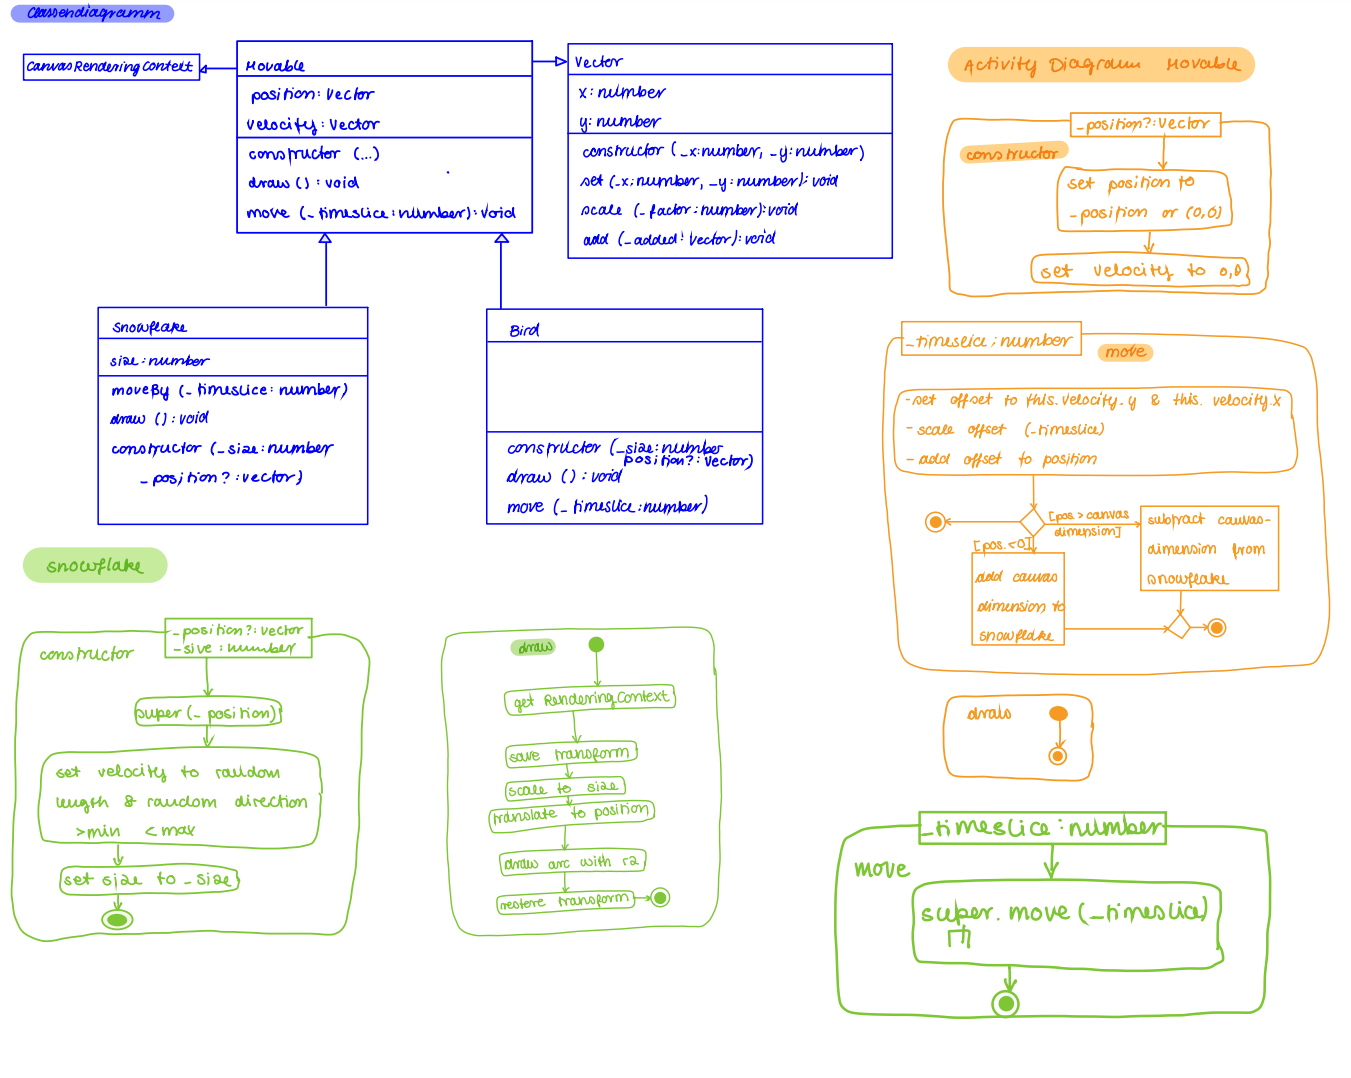 Classendiagramm
CanvasRenderingContext
Movable
position: Vector
velocity: Vector
constructor (...)
draw (): void
move (_timeslice: number): void
Vector
x: number
y: number
constructor (_x:number, _y:number)
set (_x:number, _y:number): void
scale (_factor: number): void
add (_added: Vector): void
Snowflake
size: number
moveBy (_timeslice: number)
draw (): void
constructor (_size: number
_position?: vector)
Bird
constructor (_size: number
position?: Vector)
draw (): void
move (_timeslice: number)
Activity Diagramm Movable
_position?: Vector
constructor
set position to
_position or (0,0)
set velocity to 0,0
_timeslice: number
move
-set offset to this.velocity.y & this.velocity.x
- scale offset (_timeslice)
- add offset to position
[pos. > canvas
dimension]
[pos. <0]
subtract canvas-
dimension from
snowflake
add canvas
dimension to
snowflake
draw
snowflake
_position?: vector
-size: number
constructor
super (_position)
set velocity to random
length & random direction
>min <max
set size to _size
draw
get RenderingContext
save transform
scale to size
translate to position
draw arc with r2
restore transform
_timeslice: number
move
super. move (_timeslice)